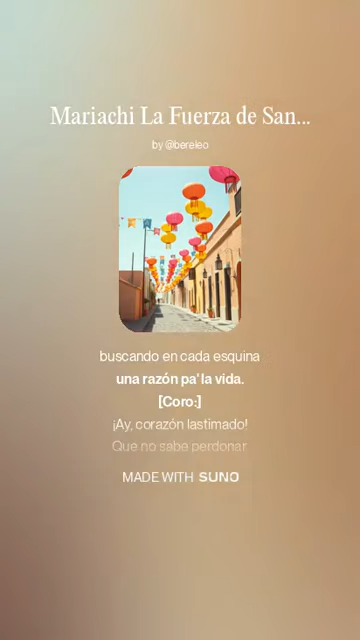 Mariachi La Fuerza de San...
by @bereleo
buscando en cada esquina
una razón pa' la vida.
[Coro:]
¡Ay, corazón lastimado!
Que no sabe perdonar
MADE WITH SUNO